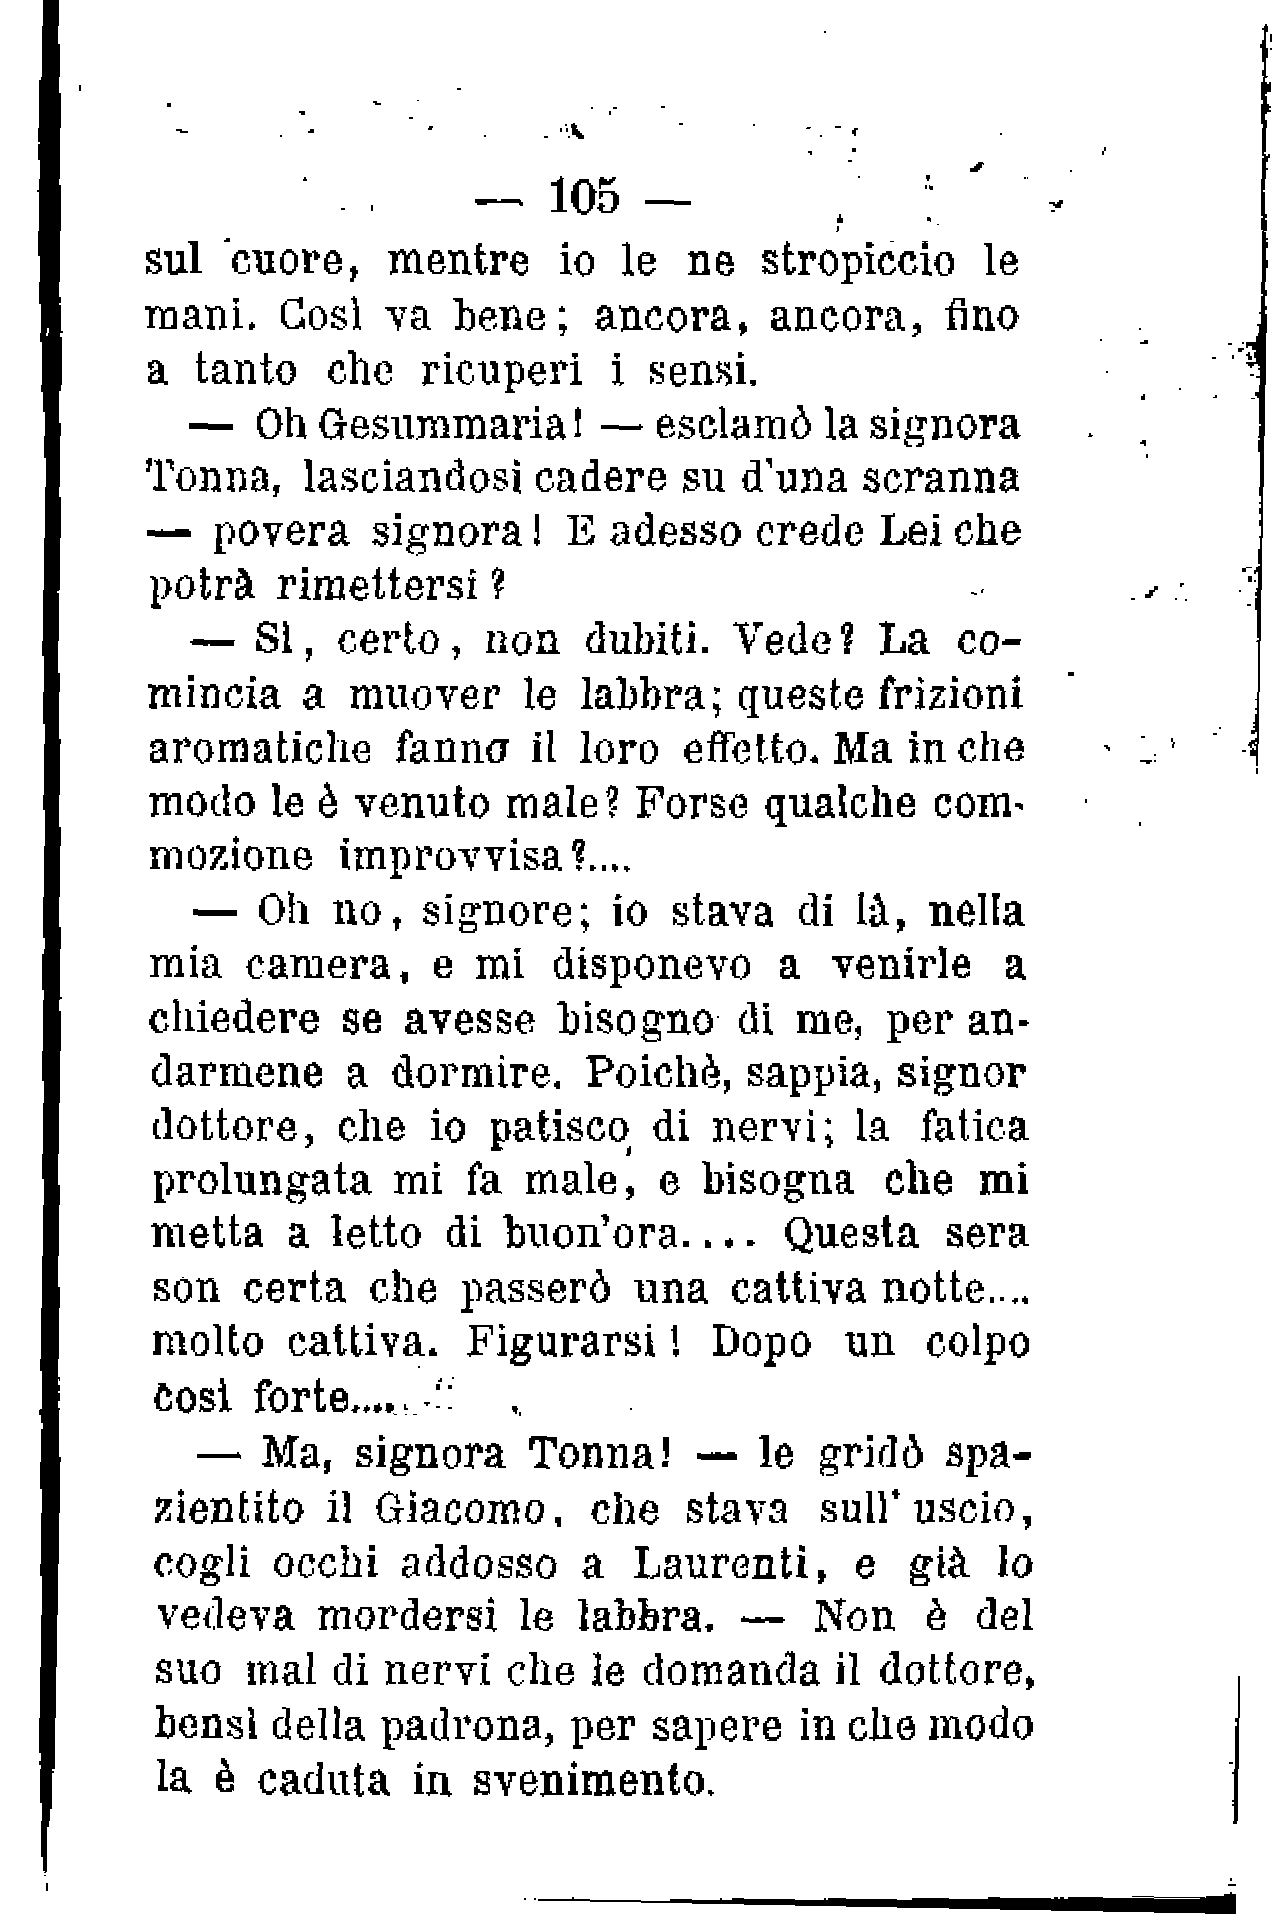 — 105 —
sul cuore, mentre io le ne stropiccio le
mani. Così va bene; ancora, ancora, fino
a tanto che ricuperi i sensi.
— Oh Gesummaria! — esclamò la signora
Tonna, lasciandosi cadere su d'una scranna
— povera signora! E adesso crede Lei che
potrà rimettersi?
— Sì, certo, non dubiti. Vede? La co-
mincia a muover le labbra; queste frizioni
aromatiche fanno il loro effetto. Ma in che
modo le è venuto male? Forse qualche com-
mozione improvvisa?....
— Oh no, signore; io stava di là, nella
mia camera, e mi disponevo a venirle a
chiedere se avesse bisogno di me, per an-
darmene a dormire. Poichè, sappia, signor
dottore, che io patisco di nervi; la fatica
prolungata mi fa male, e bisogna che mi
metta a letto di buon'ora.... Questa sera
son certa che passerò una cattiva notte....
molto cattiva. Figurarsi! Dopo un colpo
così forte....
— Ma, signora Tonna! — le gridò spa-
zientito il Giacomo, che stava sull'uscio,
cogli occhi addosso a Laurenti, e già lo
vedeva mordersi le labbra. — Non è del
suo mal di nervi che le domanda il dottore,
bensì della padrona, per sapere in che modo
la è caduta in svenimento.